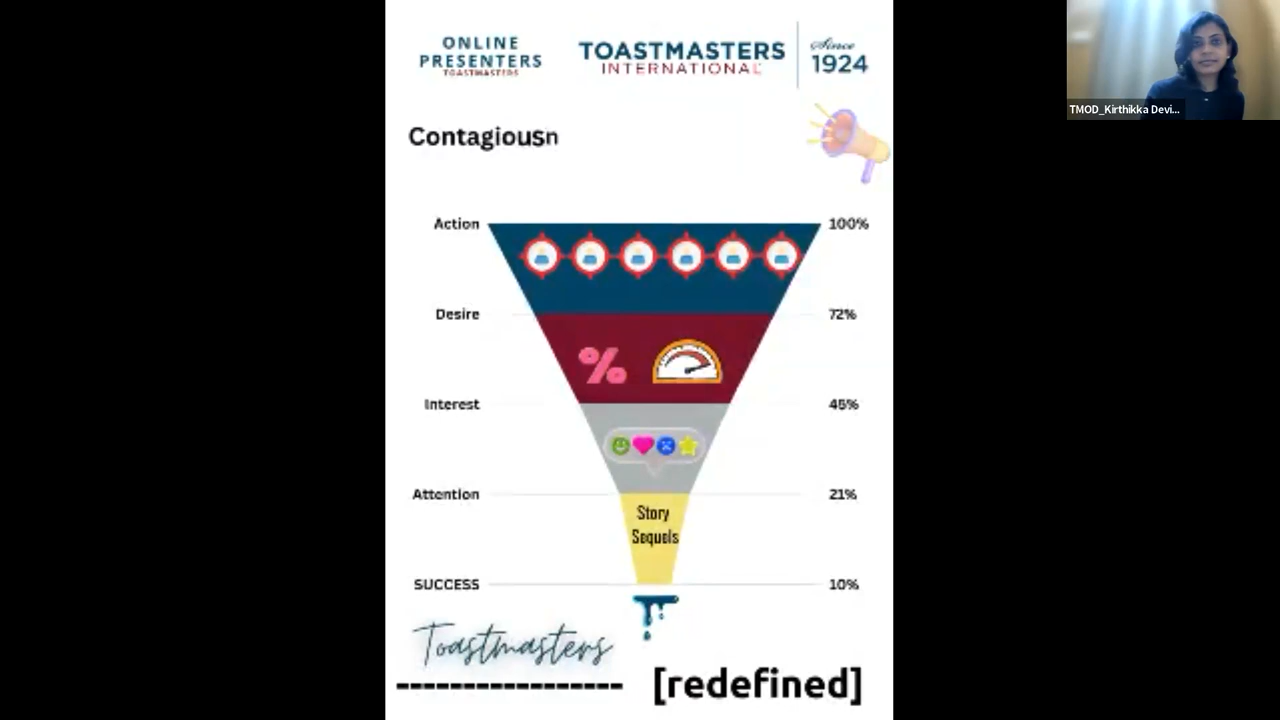 ONLINE
PRESENTERS
TOASTMASTERS
TOASTMASTERS
INTERNATIONAL
Since
1924
TMOD_Kirthikka Devi...
Contagiousn
Action
100%
Desire
72%
%
Interest
45%
Attention
21%
Story
Sequels
SUCCESS
10%
Toastmasters
----------------- [redefined]